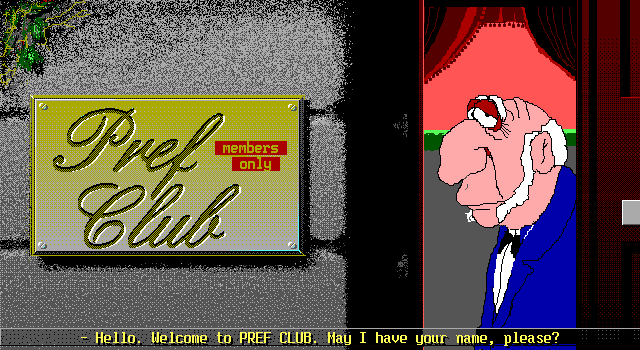 Pref
members
only
Club
- Hello. Welcome to PREF CLUB. May I have your name, please?